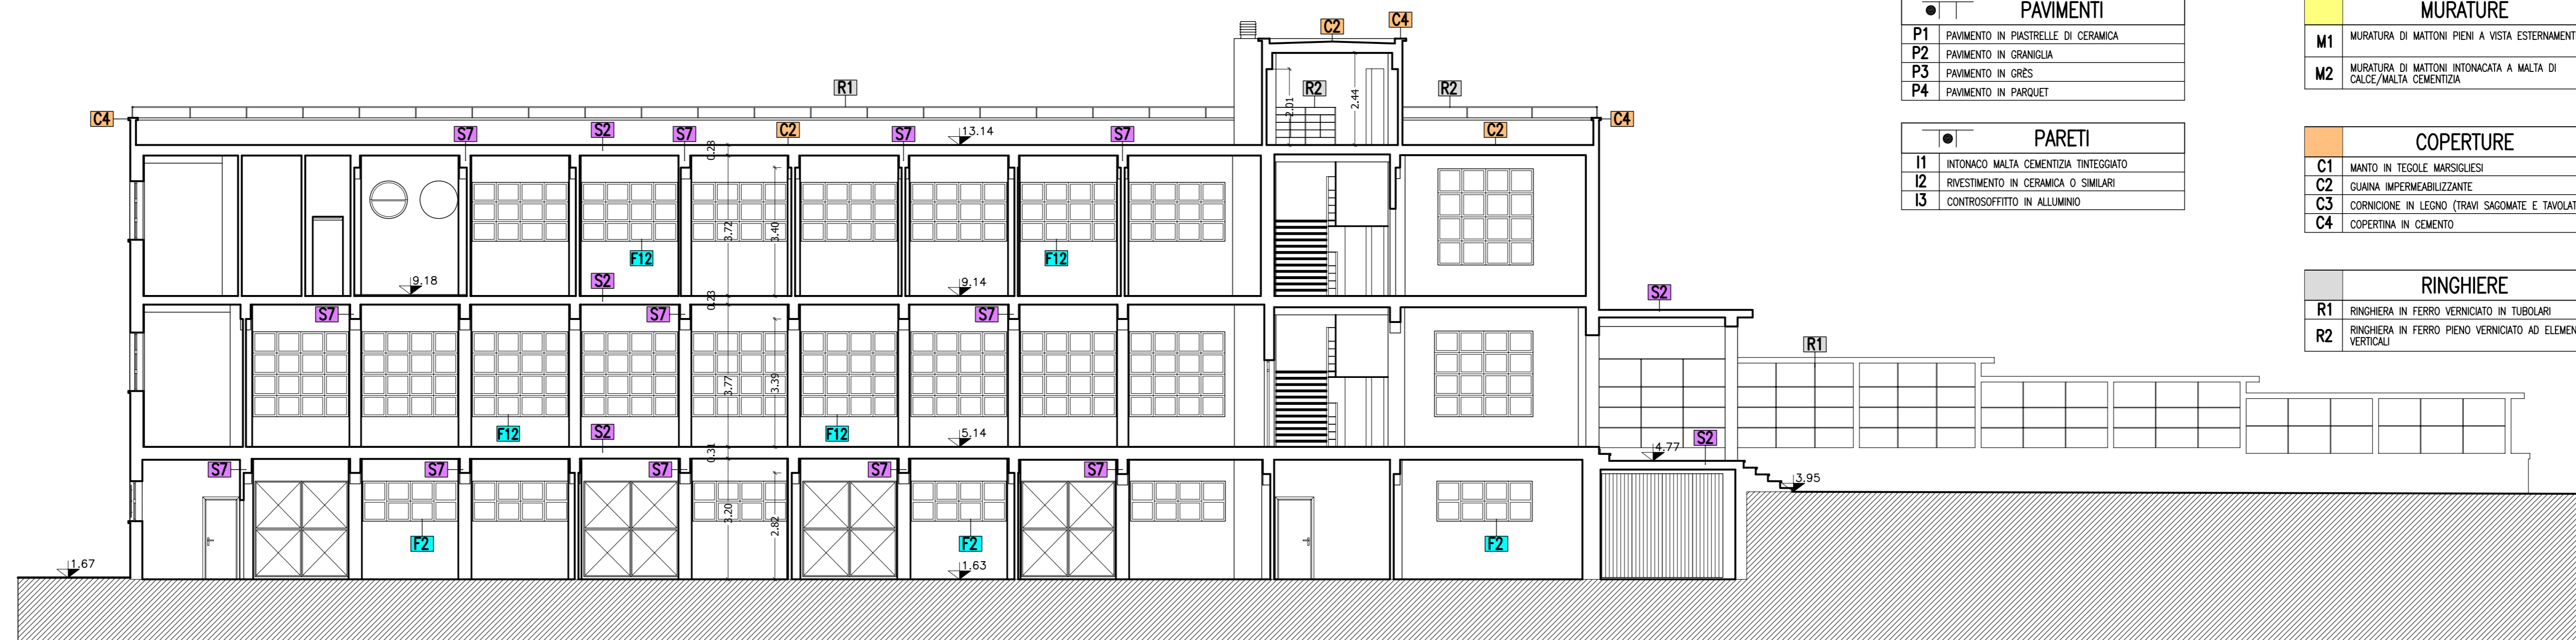 C2
C4
R1
R2
R2
2.01
2.44
C4
C4
S7
S2
S7
C2
S7
13.14
S7
C2
0.23
3.72
3.40
F12
F12
9.18
S2
9.14
0.23
S2
S7
S7
S7
R1
3.77
3.39
F12
F12
S2
5.14
S2
0.31
4.77
S7
S7
S7
S7
S7
3.95
3.20
2.82
F2
F2
F2
1.67
1.63
PAVIMENTI
P1 PAVIMENTO IN PIASTRELLE DI CERAMICA
P2 PAVIMENTO IN GRANIGLIA
P3 PAVIMENTO IN GRÈS
P4 PAVIMENTO IN PARQUET
PARETI
I1 INTONACO MALTA CEMENTIZIA TINTEGGIATO
I2 RIVESTIMENTO IN CERAMICA O SIMILARI
I3 CONTROSOFFITTO IN ALLUMINIO
MURATURE
M1 MURATURA DI MATTONI PIENI A VISTA ESTERNAMENT
M2 MURATURA DI MATTONI INTONACATA A MALTA DI
CALCE/MALTA CEMENTIZIA
COPERTURE
C1 MANTO IN TEGOLE MARSIGLIESI
C2 GUAINA IMPERMEABILIZZANTE
C3 CORNICIONE IN LEGNO (TRAVI SAGOMATE E TAVOLAT
C4 COPERTINA IN CEMENTO
RINGHIERE
R1 RINGHIERA IN FERRO VERNICIATO IN TUBOLARI
R2 RINGHIERA IN FERRO PIENO VERNICIATO AD ELEMEN
VERTICALI